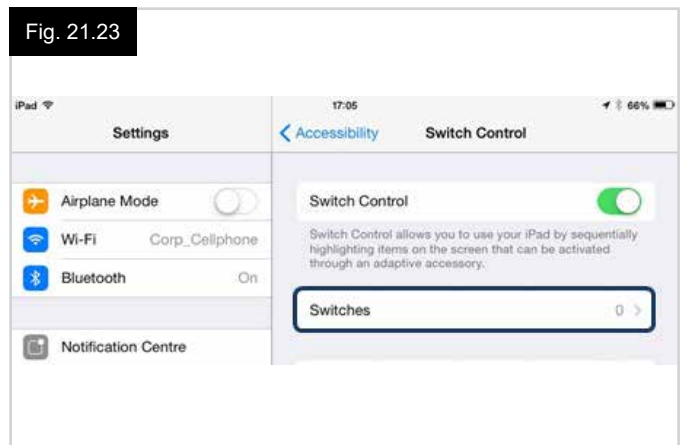 Fig. 21.23
iPad 17:05 66%
Settings
Accessibility Switch Control
Airplane Mode
Wi-Fi Corp_Cellphone
Bluetooth On
Notification Centre
Switch Control
Switch Control allows you to use your iPad by sequentially
highlighting items on the screen that can be activated
through an adaptive accessory.
Switches 0